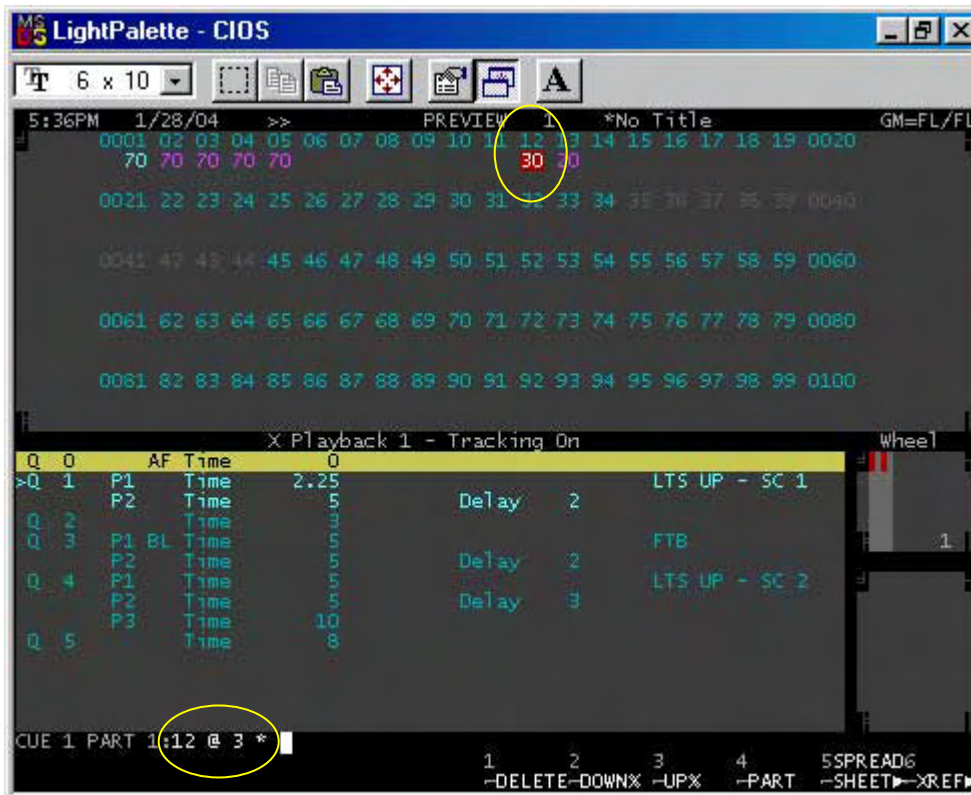 LightPalette - CIOS
6 x 10
A
5:36PM 1/28/04 >> PREVIEW 1 *No Title GM=FL/FL
0001 02 03 04 05 06 07 08 09 10 11 12 13 14 15 16 17 18 19 0020
70 70 70 70 70 30 20
0021 22 23 24 25 26 27 28 29 30 31 32 33 34 35 36 37 38 39 0040
0041 42 43 44 45 46 47 48 49 50 51 52 53 54 55 56 57 58 59 0060
0061 62 63 64 65 66 67 68 69 70 71 72 73 74 75 76 77 78 79 0080
0081 82 83 84 85 86 87 88 89 90 91 92 93 94 95 96 97 98 99 0100
X Playback 1 - Tracking On
Wheel
Q 0 AF Time 0
>Q 1 P1 Time 2.25 LTS UP - SC 1
P2 Time 5 Delay 2
Q 2 Time 3
Q 3 P1 BL Time 5 FTB
1
P2 Time 5 Delay 2
Q 4 P1 Time 5 LTS UP - SC 2
P2 Time 5 Delay 3
P3 Time 10
Q 5 Time 8
CUE 1 PART 1:12 @ 3 *
1 2 3 4 5SPREAD6
DELETE DOWN% UP% PART SHEET XREF